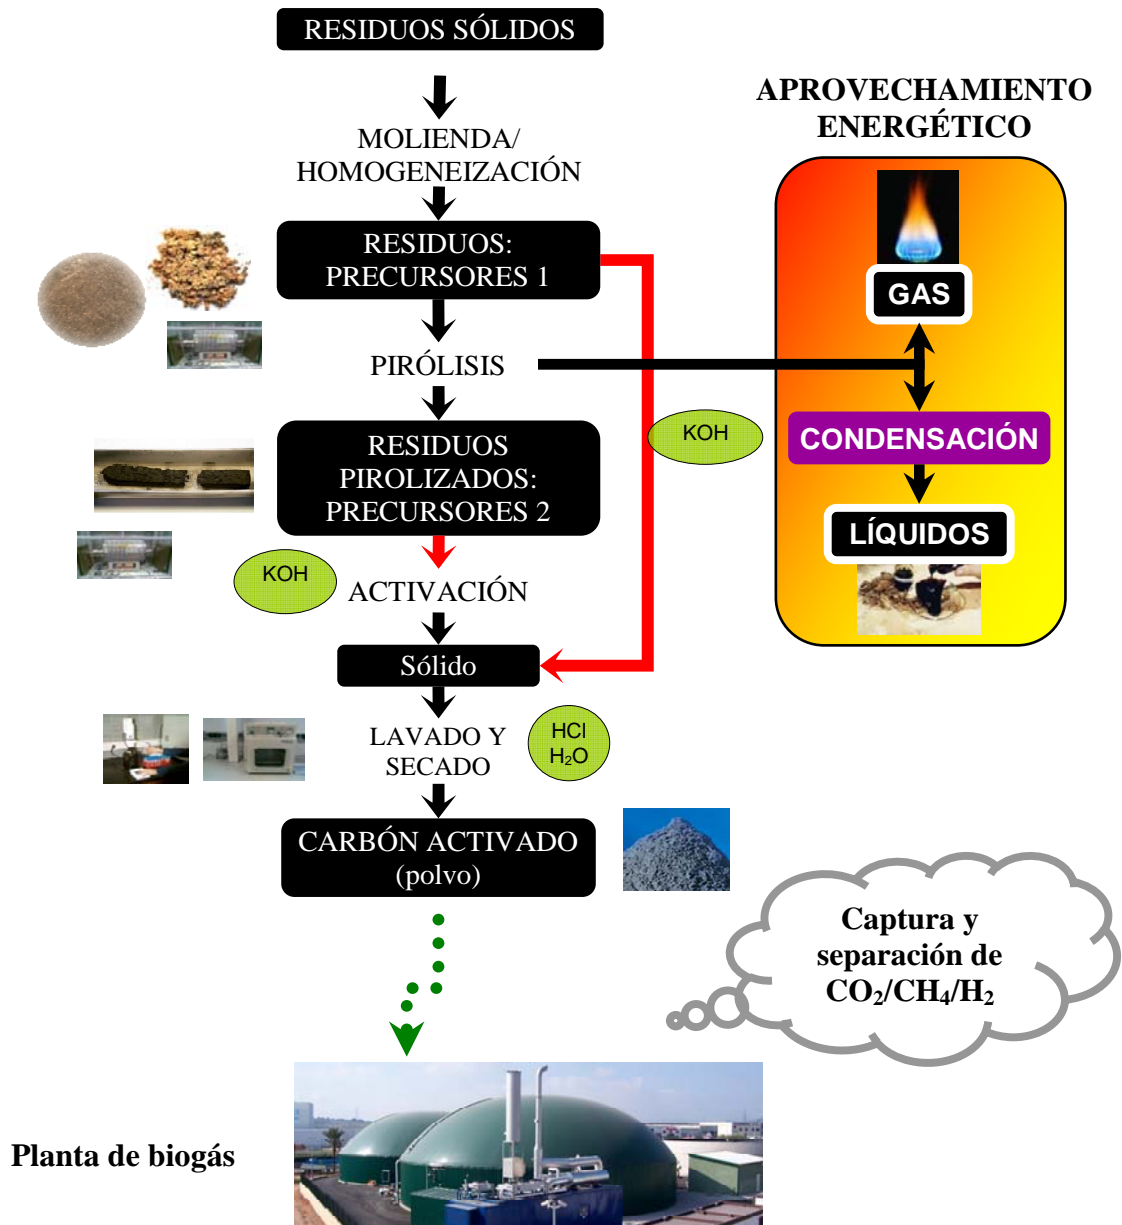 RESIDUOS SÓLIDOS
APROVECHAMIENTO
ENERGÉTICO
MOLIENDA/
HOMOGENEIZACIÓN
RESIDUOS:
PRECURSORES 1
GAS
PIRÓLISIS
KOH
CONDENSACIÓN
RESIDUOS
PIROLIZADOS:
PRECURSORES 2
LÍQUIDOS
KOH
ACTIVACIÓN
Sólido
LAVADO Y
SECADO
HCl
H₂O
CARBÓN ACTIVADO
(polvo)
Captura y
separación de
CO₂/CH₄/H₂
Planta de biogás